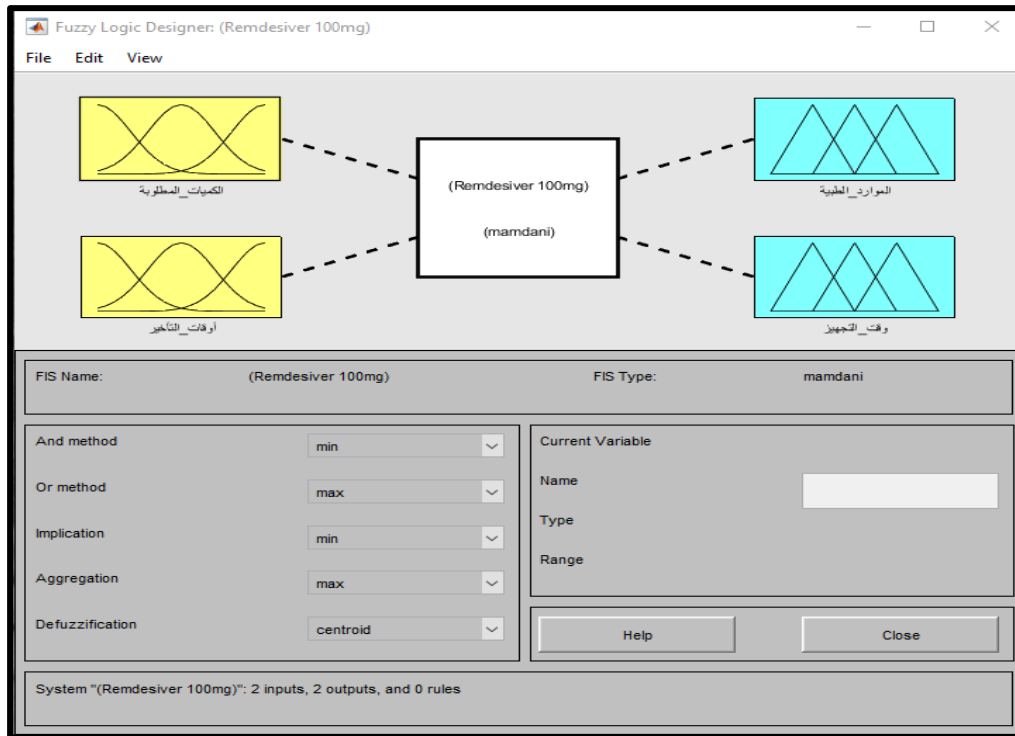 Fuzzy Logic Designer: (Remdesiver 100mg)
File Edit View
الكميات_المطلوبة
أوقات_التأخير
(Remdesiver 100mg)
(mamdani)
الموارد_الطبية
وقت_التجهيز
FIS Name: (Remdesiver 100mg) FIS Type: mamdani
And method min
Or method max
Implication min
Aggregation max
Defuzzification centroid
Current Variable
Name
Type
Range
Help Close
System "(Remdesiver 100mg)": 2 inputs, 2 outputs, and 0 rules